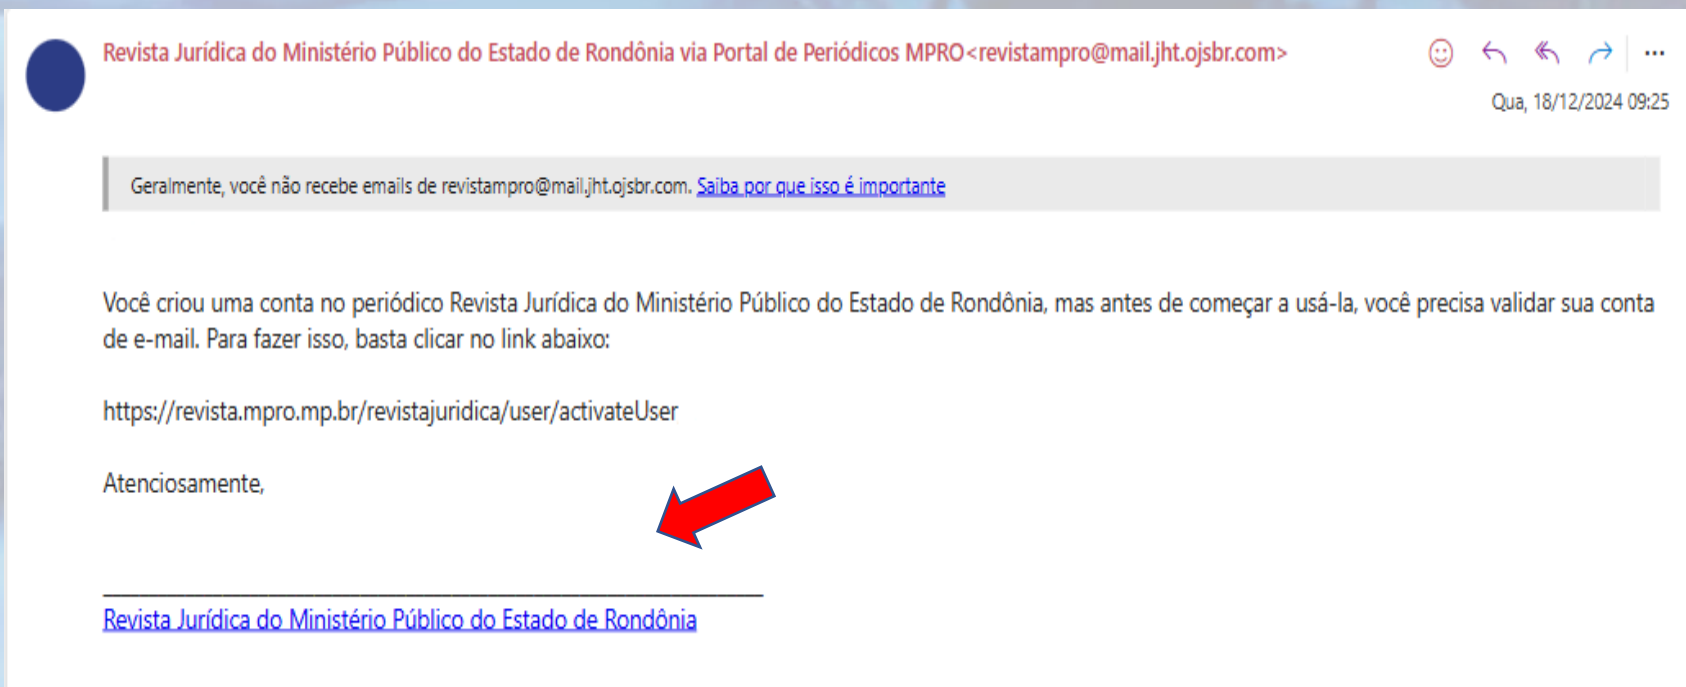 Revista Jurídica do Ministério Público do Estado de Rondônia via Portal de Periódicos MPRO<revistampro@mail.jht.ojsbr.com>
Qua, 18/12/2024 09:25
Geralmente, você não recebe emails de revistampro@mail.jht.ojsbr.com. Saiba por que isso é importante
Você criou uma conta no periódico Revista Jurídica do Ministério Público do Estado de Rondônia, mas antes de começar a usá-la, você precisa validar sua conta
de e-mail. Para fazer isso, basta clicar no link abaixo:
https://revista.mpro.mp.br/revistajuridica/user/activateUser
Atenciosamente,
Revista Jurídica do Ministério Público do Estado de Rondônia